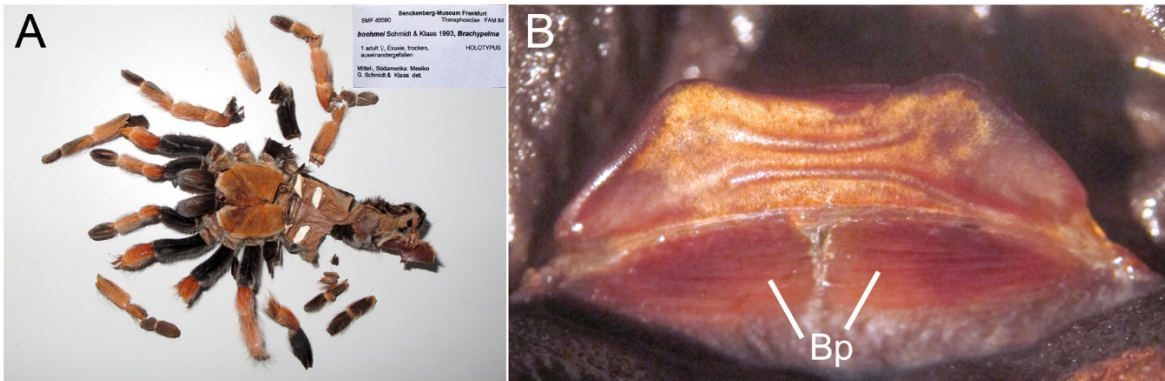 A
Senckenberg-Museum Frankfurt
SMF 40590 Theraphosidae FAM 84
boehmei Schmidt & Klaas 1993, Brachypelma
1 adult ♀, Exuvie, trocken, HOLOTYPUS
auseinandergefallen
Mittel-, Südamerika: Mexiko
G. Schmidt & Klaas det.
B
Bp